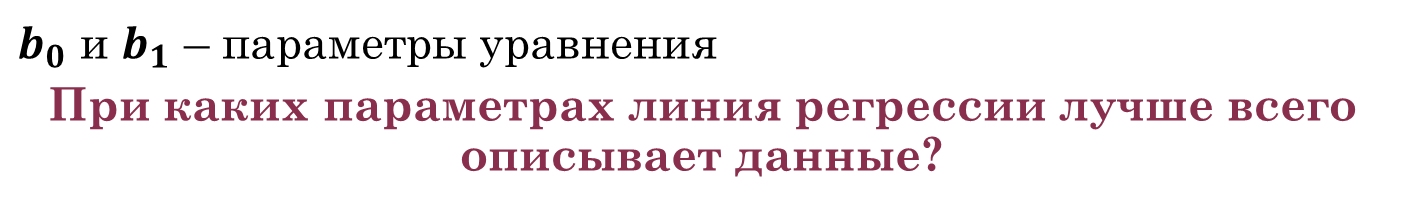 b₀ и b₁ – параметры уравнения
При каких параметрах линия регрессии лучше всего
описывает данные?